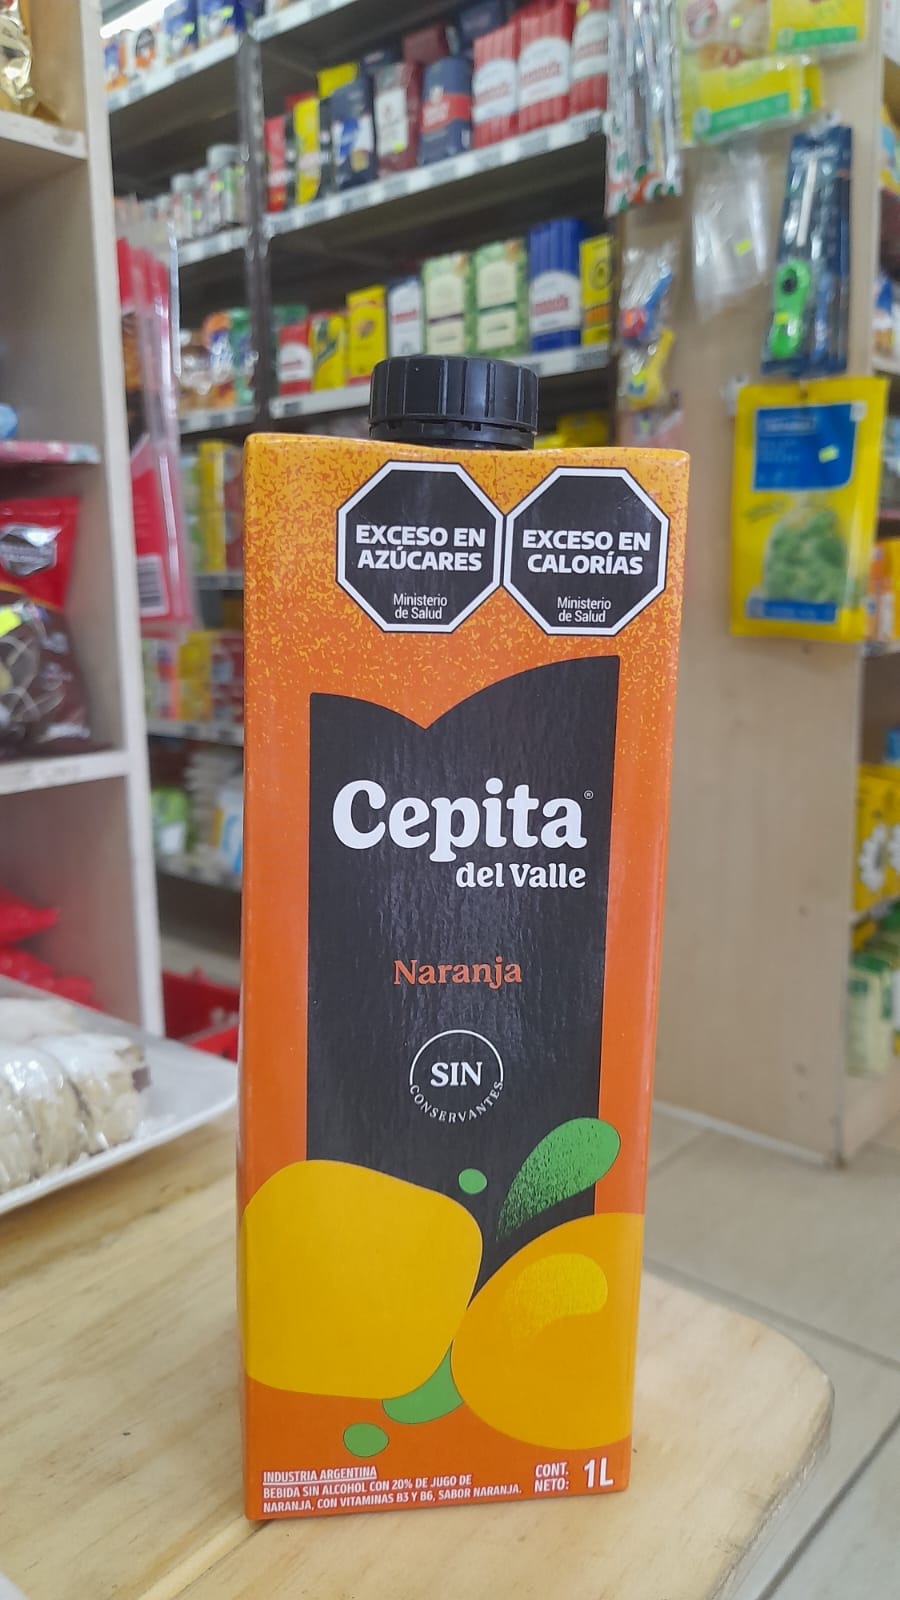 EXCESO EN
AZÚCARES
Ministerio
de Salud
EXCESO EN
CALORÍAS
Ministerio
de Salud
Cepita®
del Valle
Naranja
SIN
CONSERVANTES
INDUSTRIA ARGENTINA
BEBIDA SIN ALCOHOL CON 20% DE JUGO DE
NARANJA, CON VITAMINAS B3 Y B6, SABOR NARANJA.
CONT.
NETO: 1L